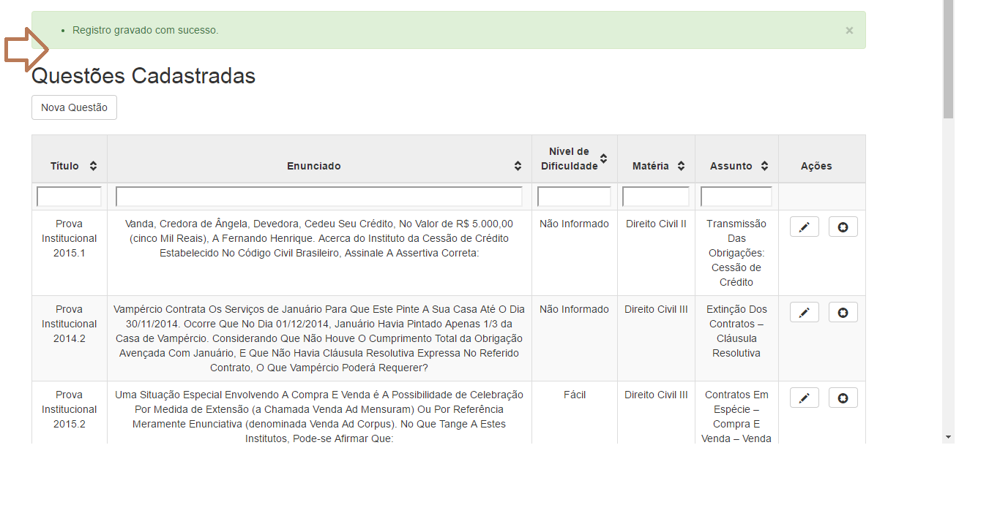 Registro gravado com sucesso.
×
Questões Cadastradas
Nova Questão
Título
Enunciado
Nível de
Dificuldade
Matéria
Assunto
Ações
Prova
Institucional
2015.1
Vanda, Credora de Ângela, Devedora, Cedeu Seu Crédito, No Valor de R$ 5.000,00
(cinco Mil Reais), A Fernando Henrique. Acerca do Instituto da Cessão de Crédito
Estabelecido No Código Civil Brasileiro, Assinale A Assertiva Correta:
Não Informado
Direito Civil II
Transmissão
Das
Obrigações:
Cessão de
Crédito
Prova
Institucional
2014.2
Vampércio Contrata Os Serviços de Januário Para Que Este Pinte A Sua Casa Até O Dia
30/11/2014. Ocorre Que No Dia 01/12/2014, Januário Havia Pintado Apenas 1/3 da
Casa de Vampércio. Considerando Que Não Houve O Cumprimento Total da Obrigação
Avençada Com Januário, E Que Não Havia Cláusula Resolutiva Expressa No Referido
Contrato, O Que Vampércio Poderá Requerer?
Não Informado
Direito Civil III
Extinção Dos
Contratos –
Cláusula
Resolutiva
Prova
Institucional
2015.2
Uma Situação Especial Envolvendo A Compra E Venda é A Possibilidade de Celebração
Por Medida de Extensão (a Chamada Venda Ad Mensuram) Ou Por Referência
Meramente Enunciativa (denominada Venda Ad Corpus). No Que Tange A Estes
Institutos, Pode-se Afirmar Que:
Fácil
Direito Civil III
Contratos Em
Espécie –
Compra E
Venda – Venda